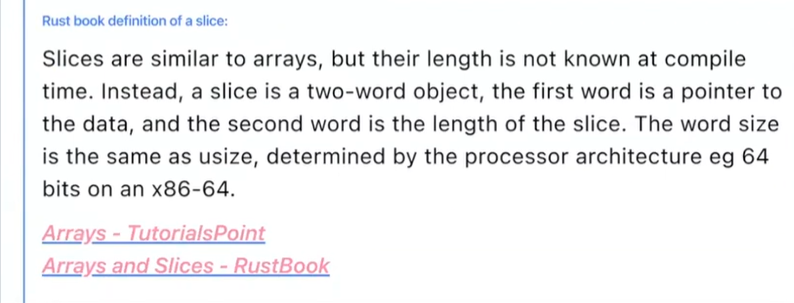 Rust book definition of a slice:
Slices are similar to arrays, but their length is not known at compile
time. Instead, a slice is a two-word object, the first word is a pointer to
the data, and the second word is the length of the slice. The word size
is the same as usize, determined by the processor architecture eg 64
bits on an x86-64.
Arrays - TutorialsPoint
Arrays and Slices - RustBook